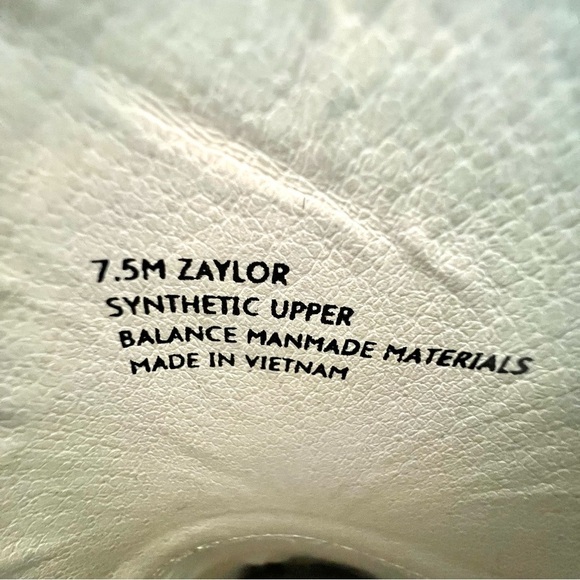 7.5M ZAYLOR
SYNTHETIC UPPER
BALANCE MANMADE MATERIALS
MADE IN VIETNAM